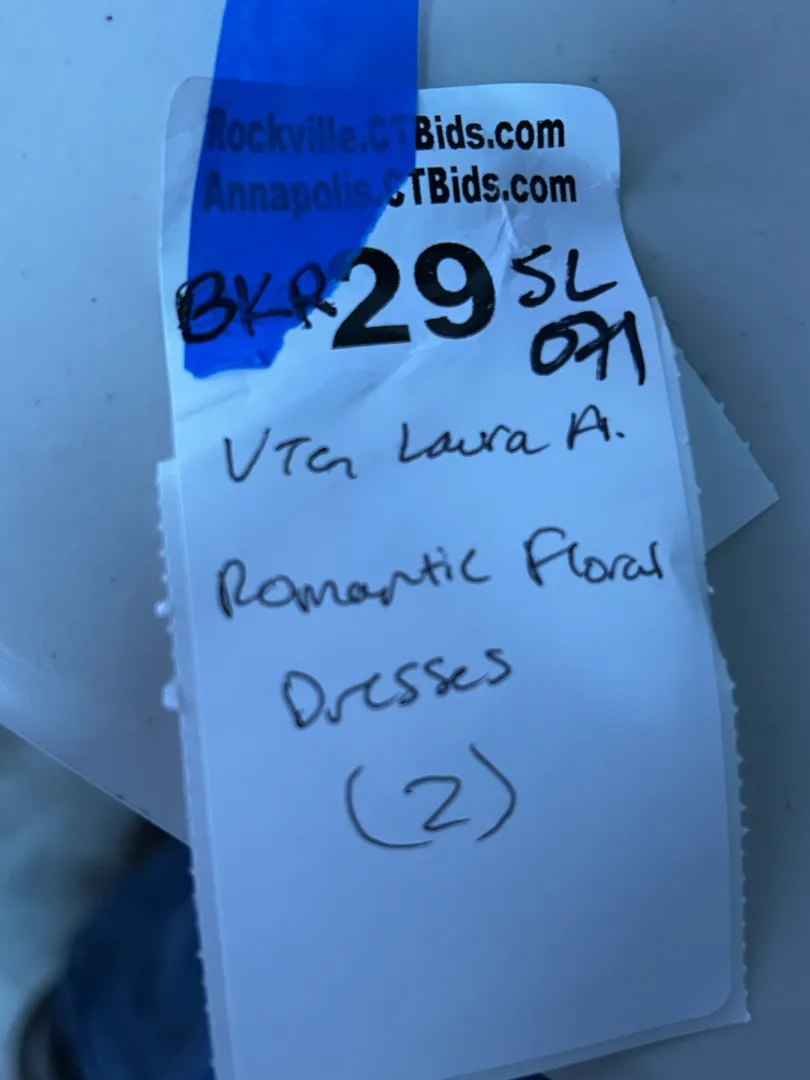 Rockville.CTBids.com
Annapolis.CTBids.com
BKR 29 SL
071
VTG Laura A.
Romantic Floral
Dresses
(2)